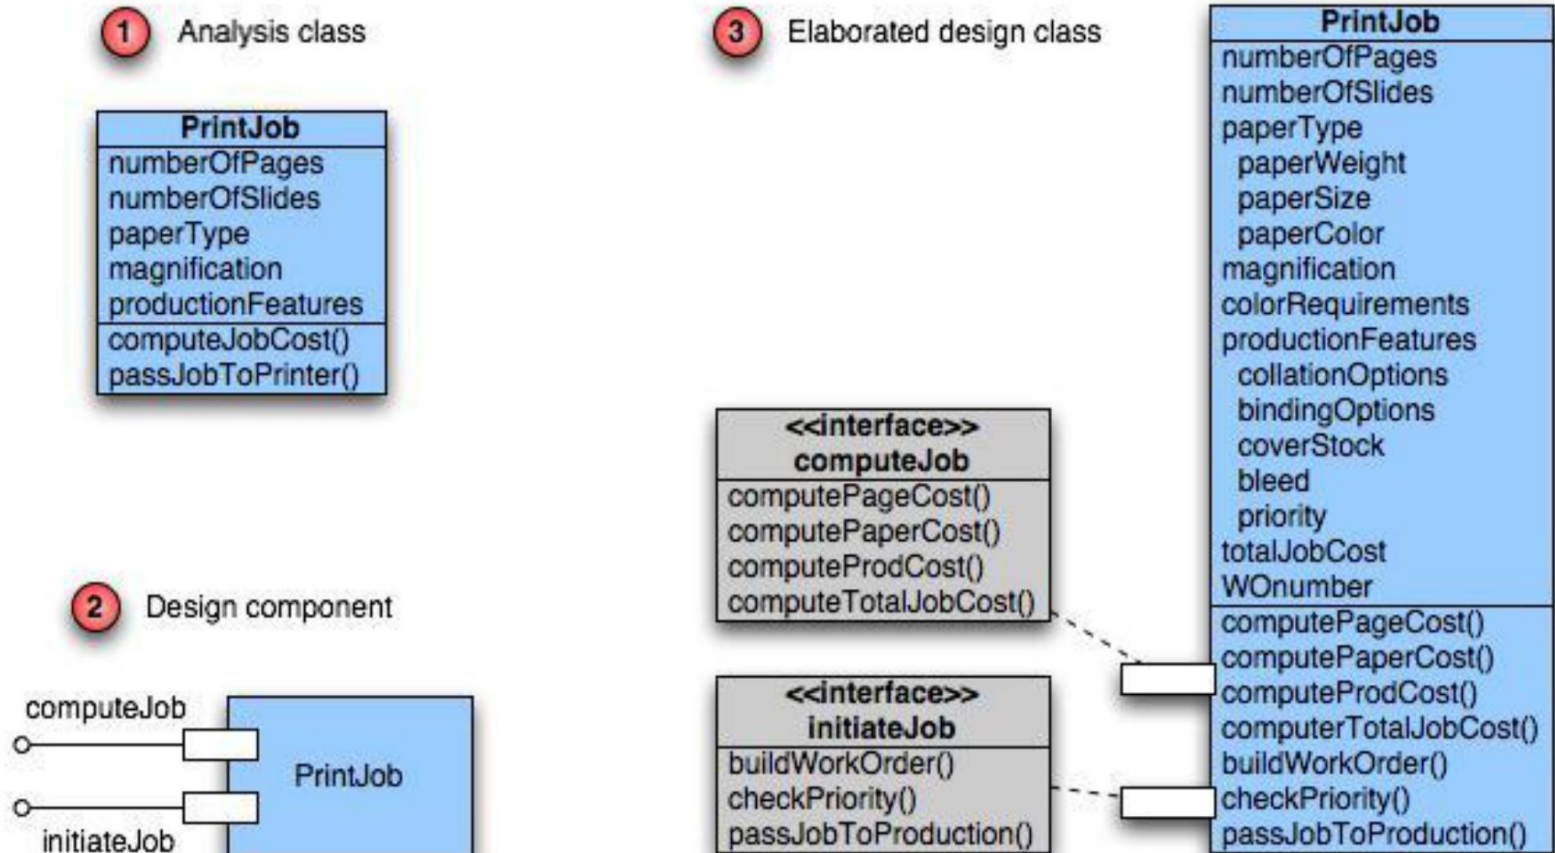 1 Analysis class
PrintJob
numberOfPages
numberOfSlides
paperType
magnification
productionFeatures
computeJobCost()
passJobToPrinter()
2 Design component
computeJob
PrintJob
initiateJob
3 Elaborated design class
<<interface>>
computeJob
computePageCost()
computePaperCost()
computeProdCost()
computeTotalJobCost()
<<interface>>
initiateJob
buildWorkOrder()
checkPriority()
passJobToProduction()
PrintJob
numberOfPages
numberOfSlides
paperType
paperWeight
paperSize
paperColor
magnification
colorRequirements
productionFeatures
collationOptions
bindingOptions
coverStock
bleed
priority
totalJobCost
WOnumber
computePageCost()
computePaperCost()
computeProdCost()
computerTotalJobCost()
buildWorkOrder()
checkPriority()
passJobToProduction()